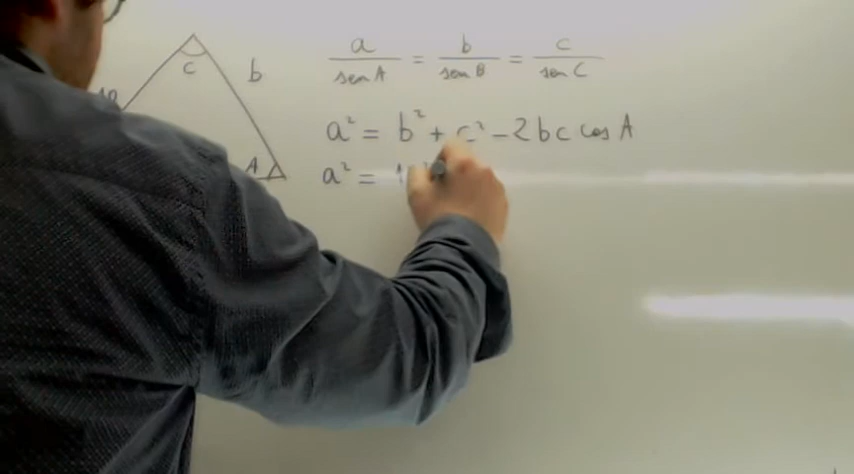 C
b
A
a/sen A = b/sen B = c/sen C
a² = b² + c² - 2bc cos A
a² =